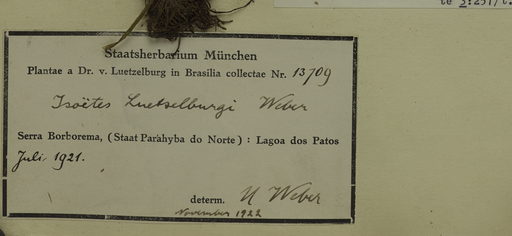 Staatsherbarium München
Plantae a Dr. v. Luetzelburg in Brasilia collectae Nr. 13709
Isoëtes Luetzelburgi Weber
Serra Borborema, (Staat Parahyba do Norte) : Lagoa dos Patos
Juli 1921.
determ. U Weber
November 1922